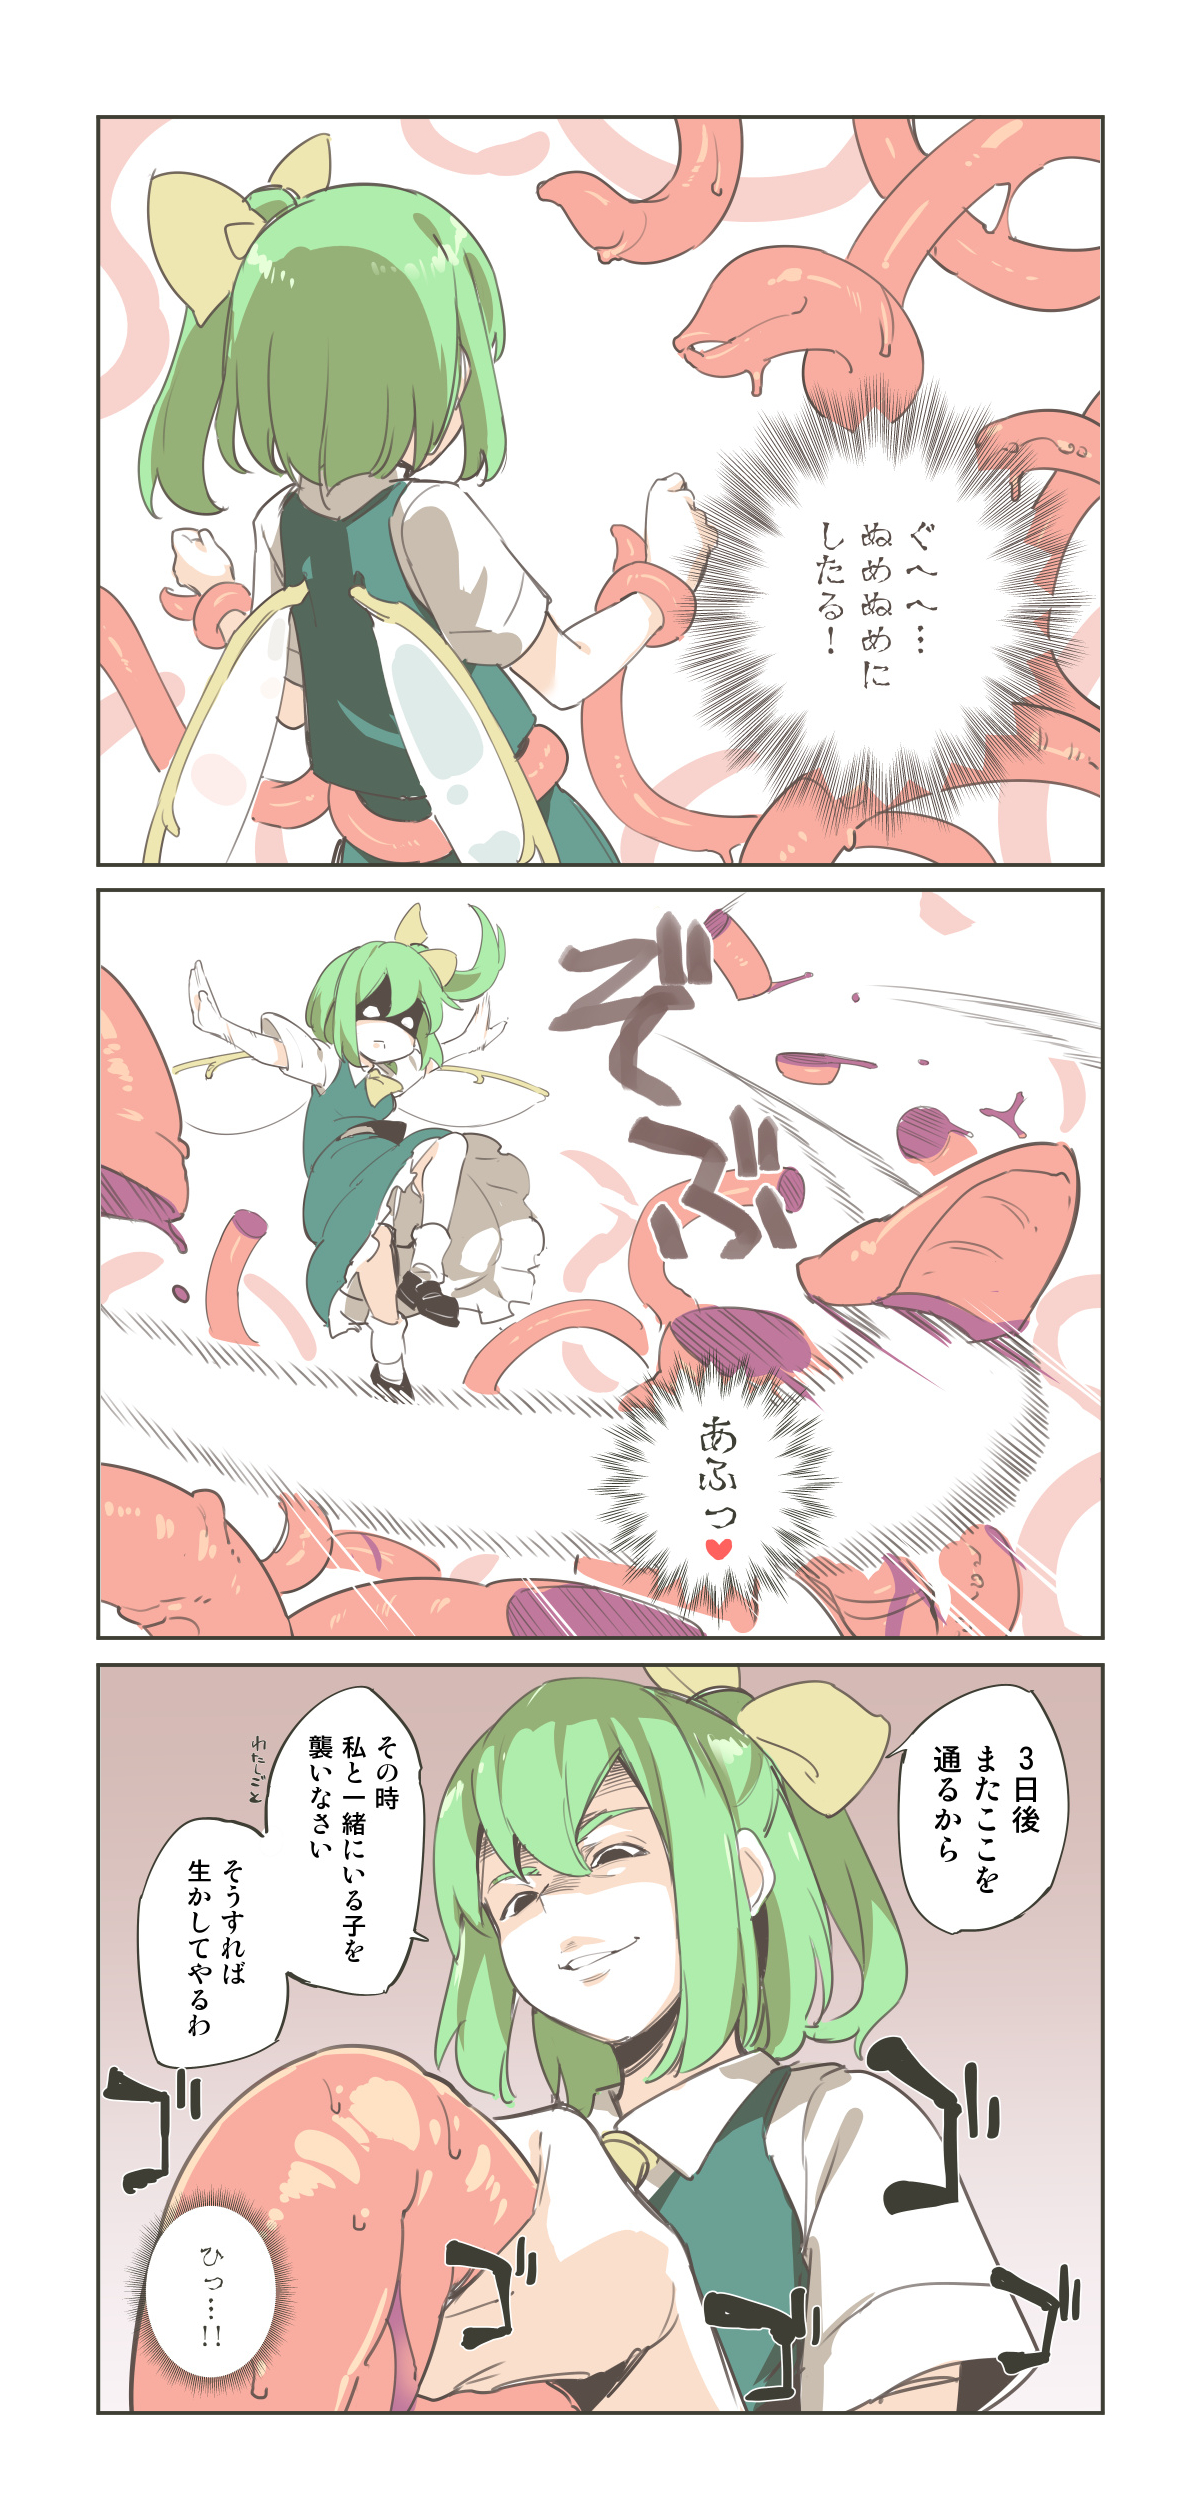 ぐへへ…
ぬめぬめに
したる！
ズバ
あふっ♥
3日後
またここを
通るから
その時
私と一緒にいる子を
襲いなさい
わたしごと
そうすれば
生かしてやるわ
ゴゴゴゴゴ
ひっ…!!